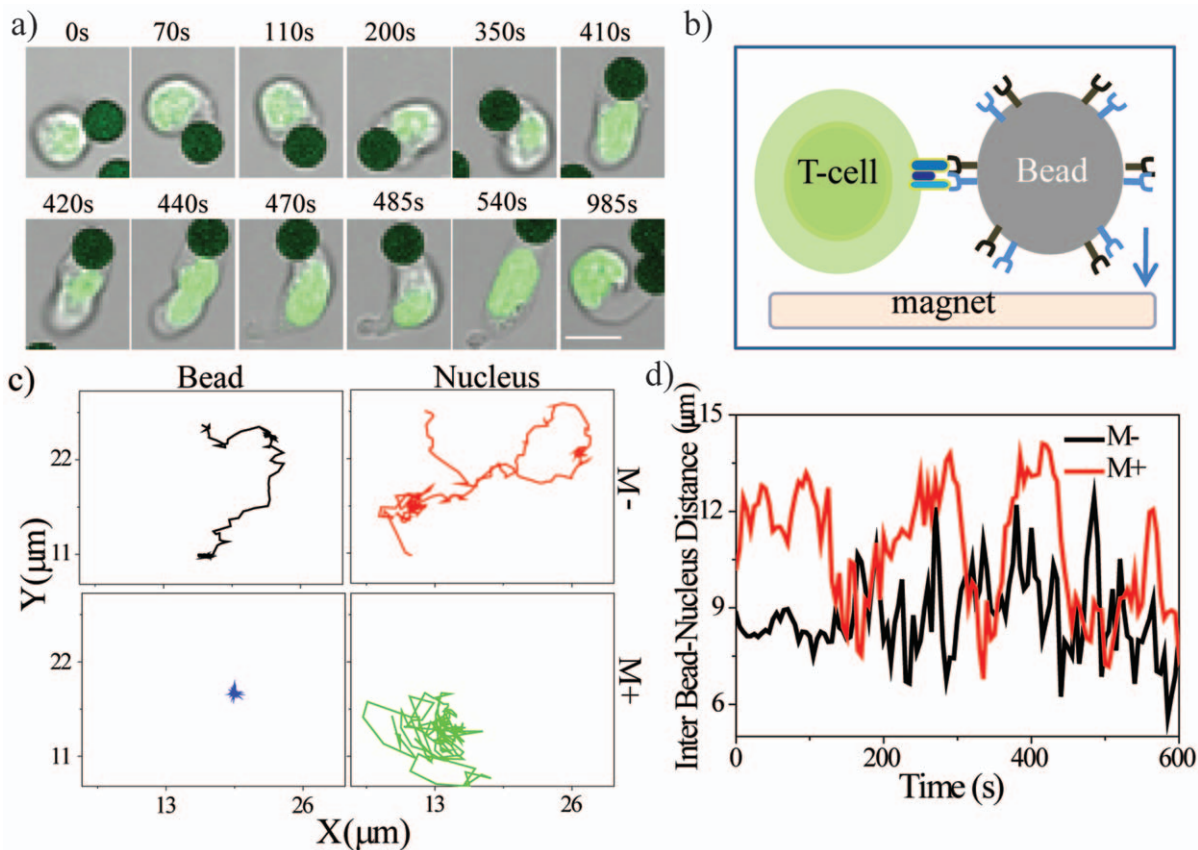 a)
0s 70s 110s 200s 350s 410s
420s 440s 470s 485s 540s 985s
b)
T-cell
Bead
magnet
c)
Bead Nucleus
22
11
M-
22
11
M+
13 26 13 26
Y(μm)
X(μm)
d)
Inter Bead-Nucleus Distance (μm)
15
12
9
6
M-
M+
0 200 400 600
Time (s)